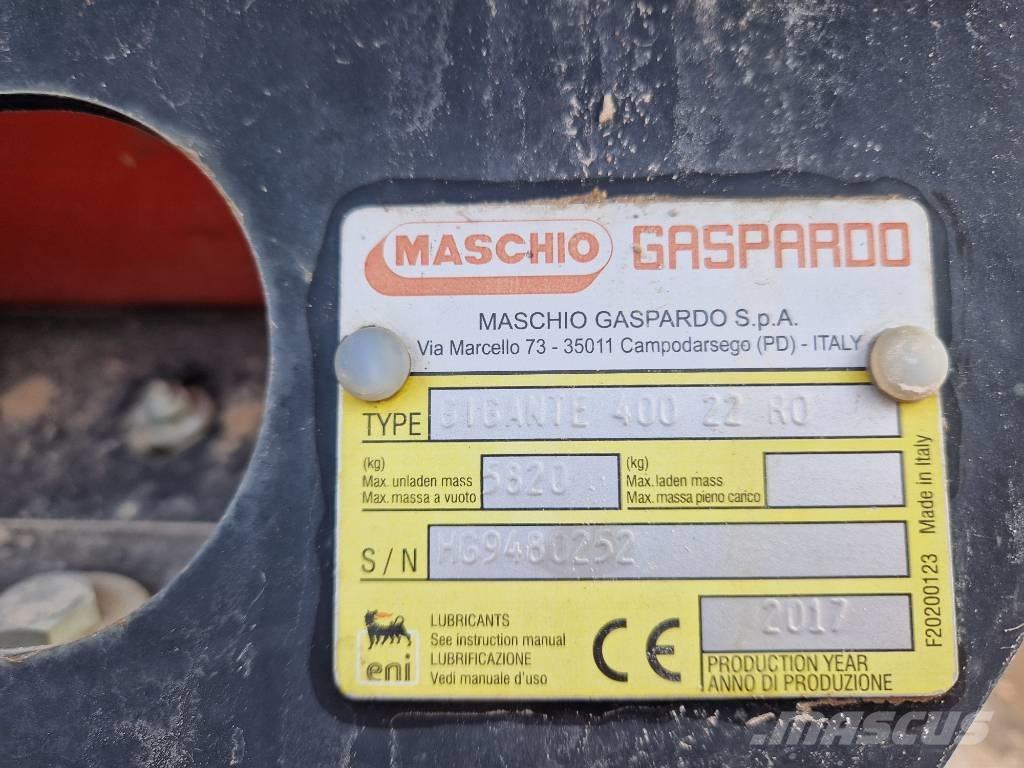 MASCHIO GASPARDO
MASCHIO GASPARDO S.p.A.
Via Marcello 73 - 35011 Campodarsego (PD) - ITALY
TYPE GIGANTE 400 22 RO
(kg)
Max. unladen mass
Max. massa a vuoto
5820
(kg)
Max. laden mass
Max. massa pieno carico
S/N HG9480252
eni
LUBRICANTS
See instruction manual
LUBRIFICAZIONE
Vedi manuale d'uso
CE
2017
PRODUCTION YEAR
ANNO DI PRODUZIONE
F20200123 Made in Italy
MASCUS